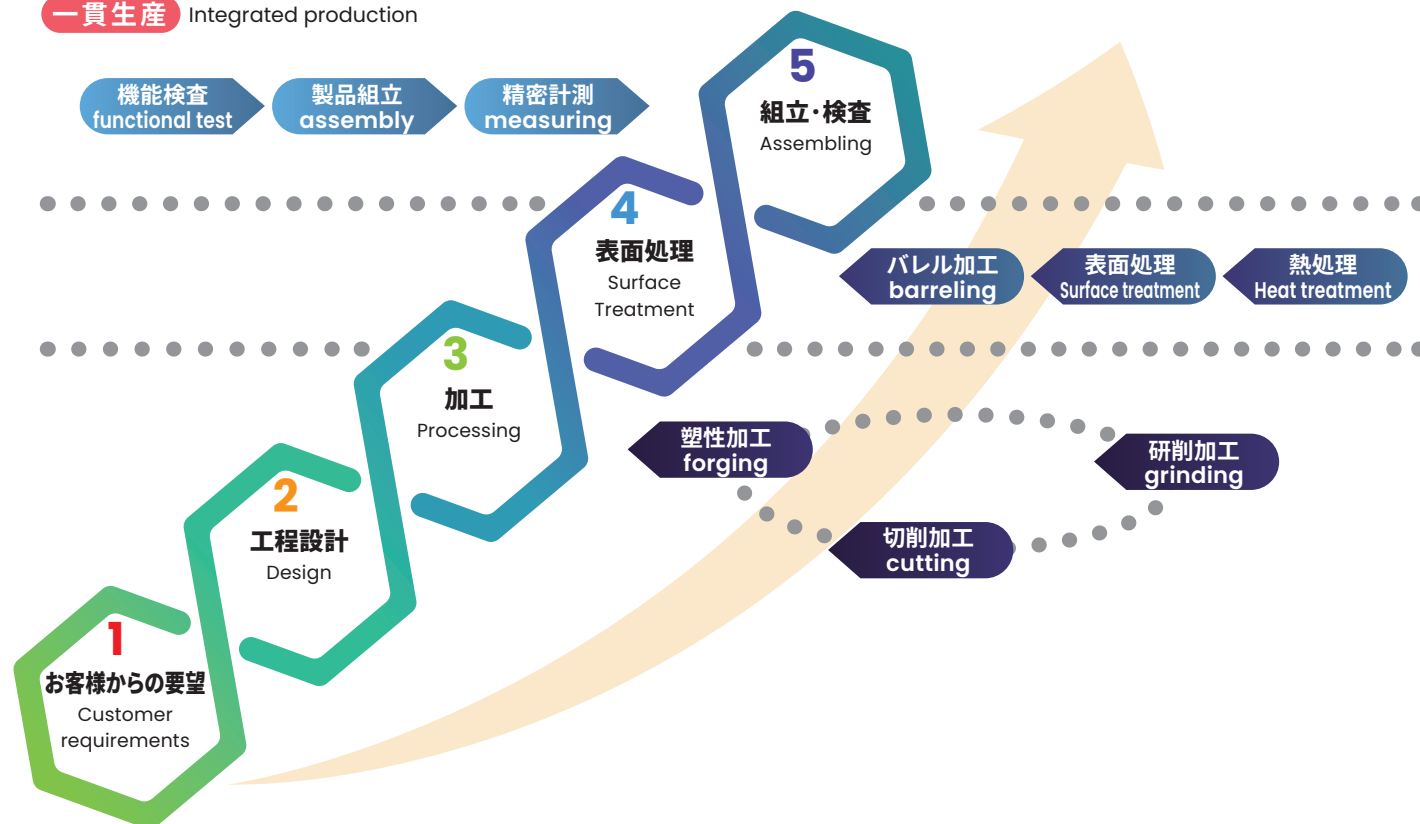 一貫生産 Integrated production
機能検査
functional test
製品組立
assembly
精密計測
measuring
5
組立・検査
Assembling
4
表面処理
Surface
Treatment
バレル加工
barreling
表面処理
Surface treatment
熱処理
Heat treatment
3
加工
Processing
塑性加工
forging
研削加工
grinding
切削加工
cutting
2
工程設計
Design
1
お客様からの要望
Customer
requirements